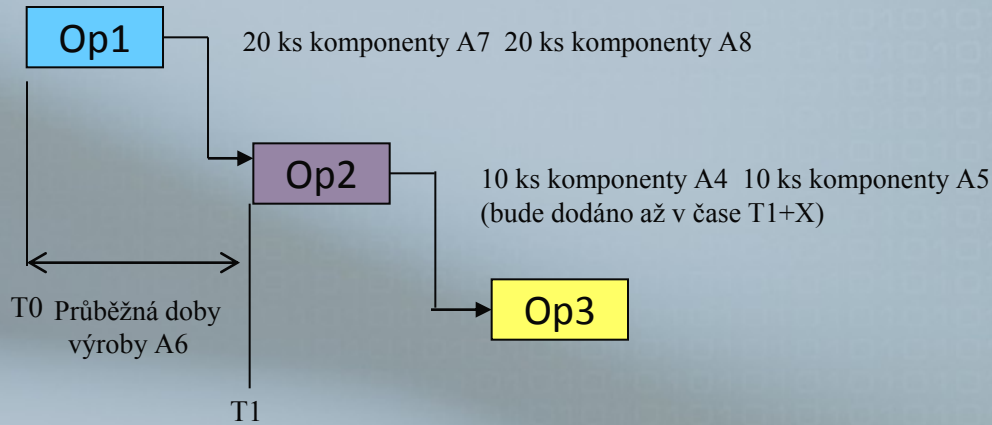 Op1
20 ks komponenty A7 20 ks komponenty A8
Op2
10 ks komponenty A4 10 ks komponenty A5
(bude dodáno až v čase T1+X)
Op3
T0 Průběžná doby
výroby A6
T1